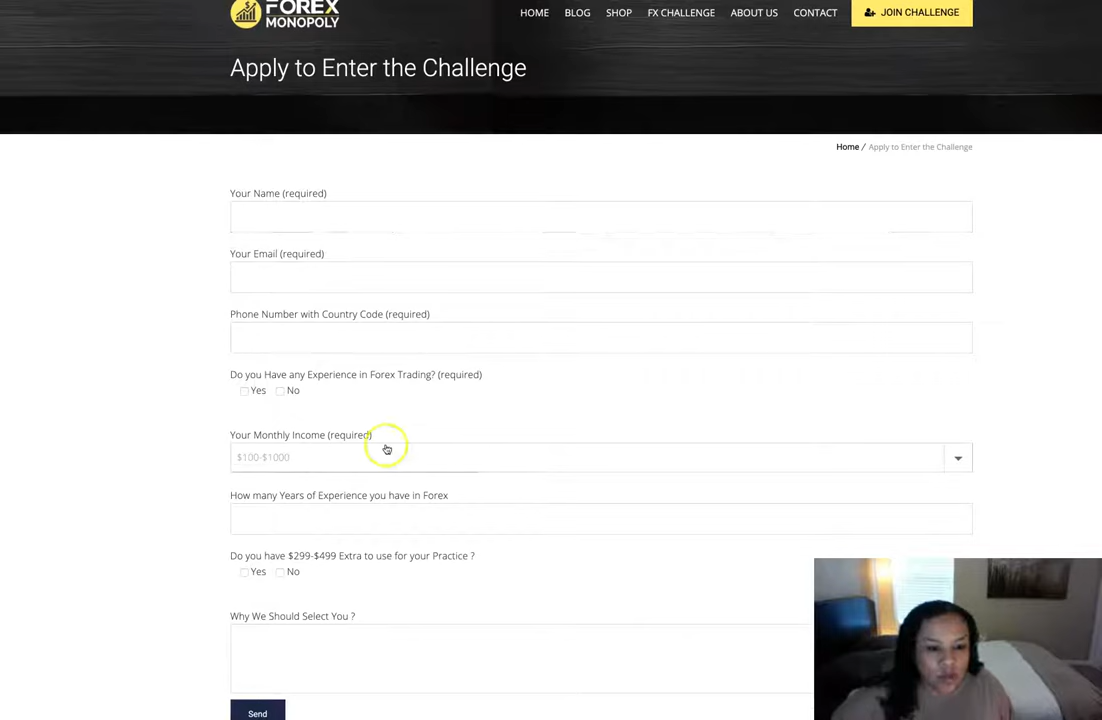 FOREX
MONOPOLY
HOME BLOG SHOP FX CHALLENGE ABOUT US CONTACT JOIN CHALLENGE
Apply to Enter the Challenge
Home / Apply to Enter the Challenge
Your Name (required)
Your Email (required)
Phone Number with Country Code (required)
Do you Have any Experience in Forex Trading? (required)
Yes No
Your Monthly Income (required)
$100-$1000
How many Years of Experience you have in Forex
Do you have $299-$499 Extra to use for your Practice ?
Yes No
Why We Should Select You ?
Send